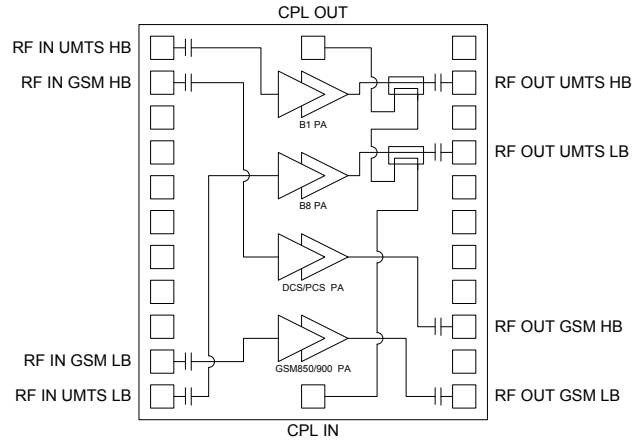 CPL OUT
RF IN UMTS HB
RF IN GSM HB
RF OUT UMTS HB
B1 PA
RF OUT UMTS LB
B8 PA
DCS/PCS PA
RF OUT GSM HB
RF IN GSM LB
GSM850/900 PA
RF IN UMTS LB
RF OUT GSM LB
CPL IN